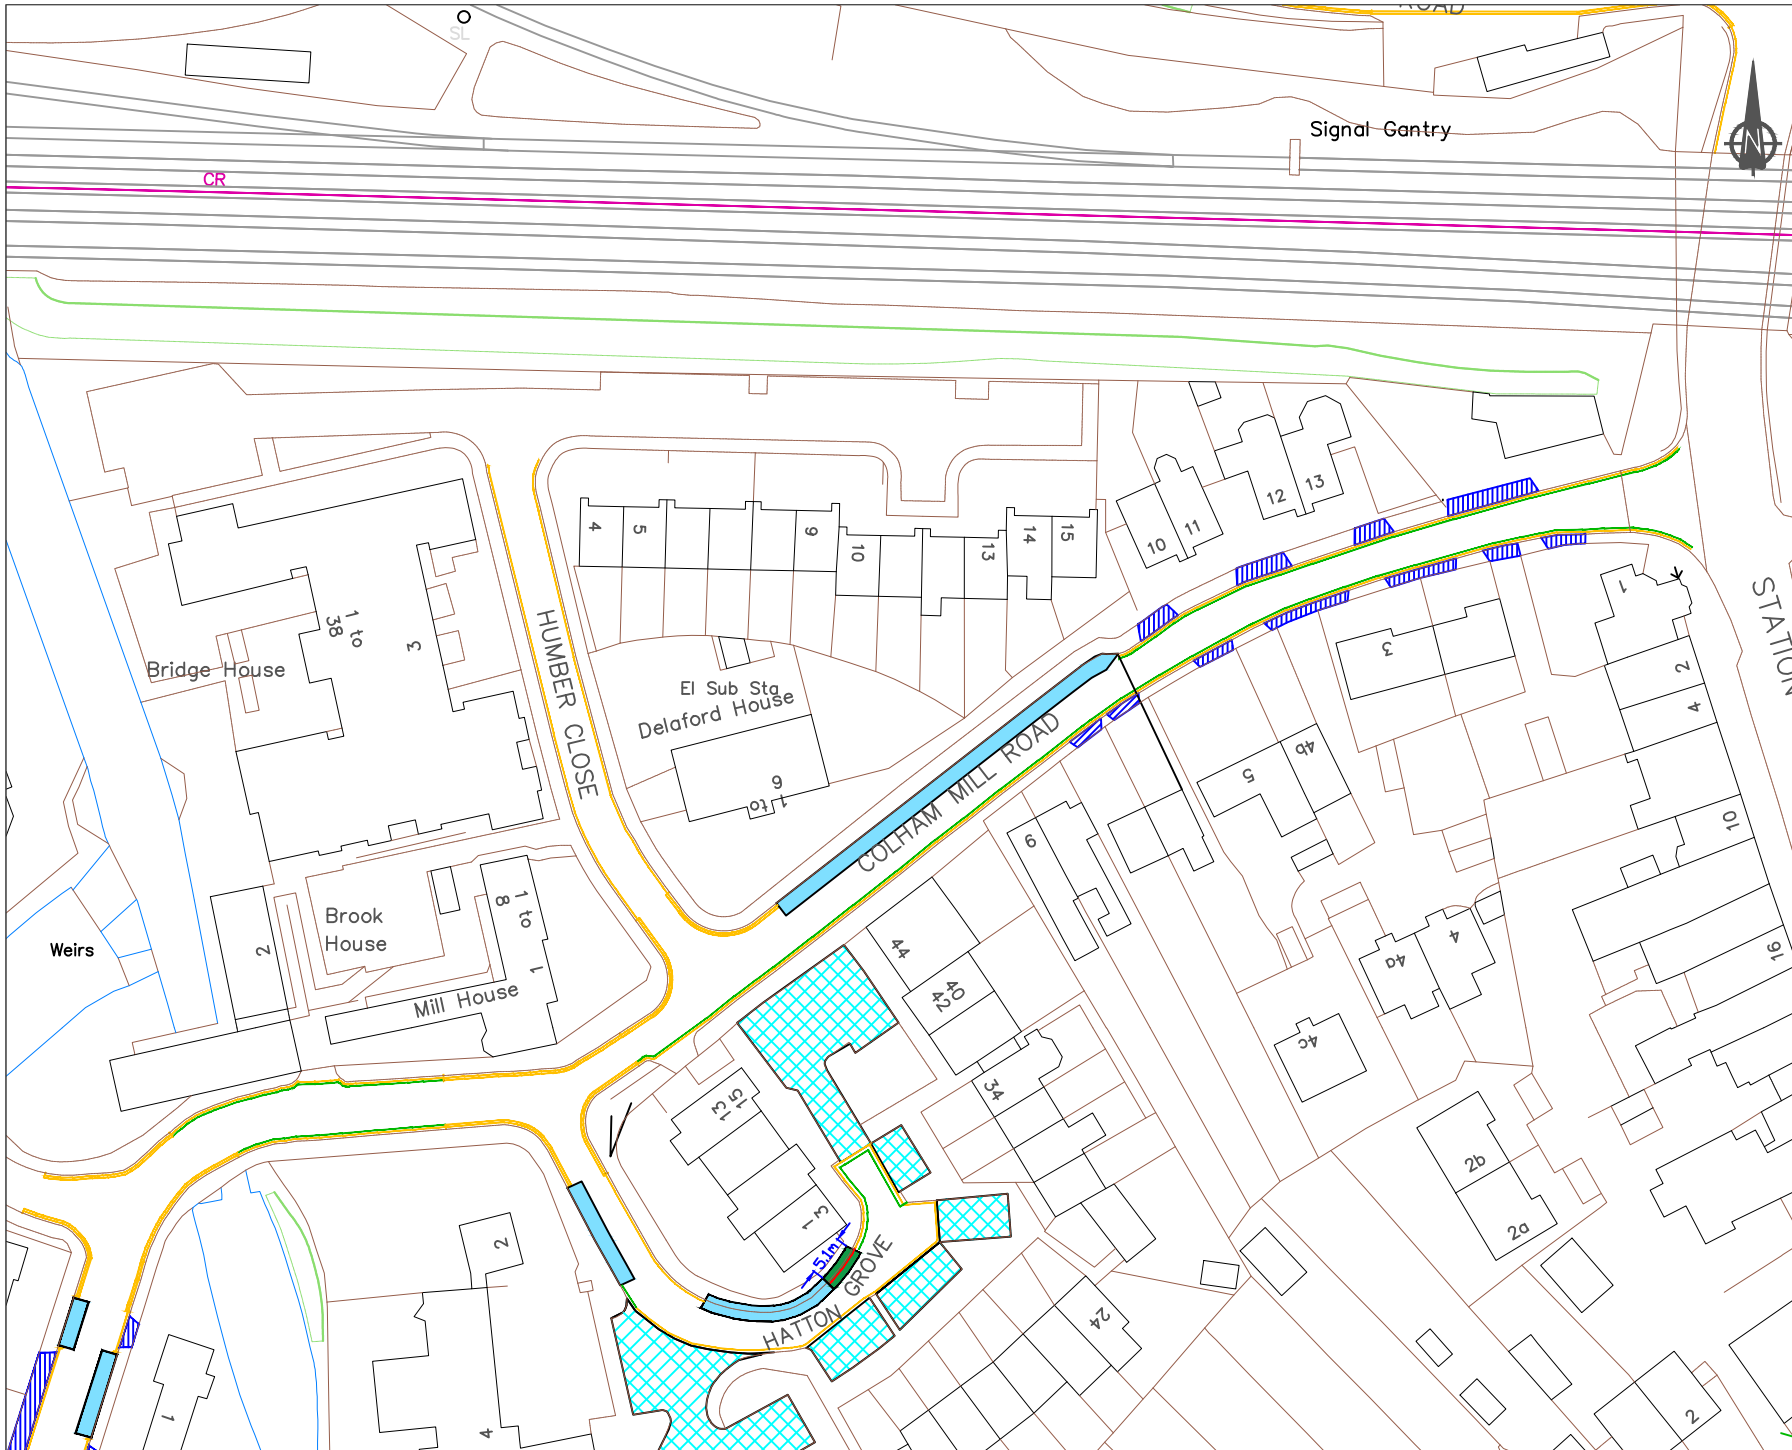 ROAD
SL
Signal Gantry
N
CR
4
5
9
10
13
14
15
10
11
12
13
1 to
38
3
HUMBER CLOSE
Bridge House
El Sub Sta
Delaford House
1 to
6
COLHAM MILL ROAD
3
1
2
4
STATION
5
4b
10
9
44
40
42
4
4a
16
Brook
House
8
1 to
1
2
Weirs
Mill House
4c
34
15
13
2b
2a
1
3
5.1m
HATTON GROVE
2
24
1
4
2